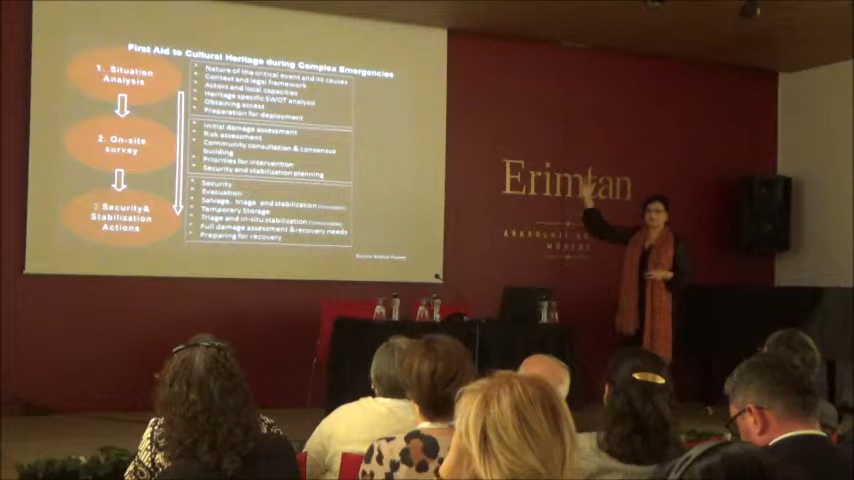 First Aid to Cultural Heritage during Complex Emergencies
1. Situation
Analysis
Nature of the critical event and its causes
Context and legal framework
Actors and local capacities
Heritage specific SWOT analysis
Obtaining access
Preparation for deployment
2. On-site
survey
Initial damage assessment
Risk assessment
Community consultation & consensus
building
Priorities for intervention
Security and stabilization planning
3 Security&
Stabilization
Actions
Security
Evacuation
Salvage, triage and stabilization
Temporary Storage
Triage and in-situ stabilization
Full damage assessment &recovery needs
Preparing for recovery
Erimtan